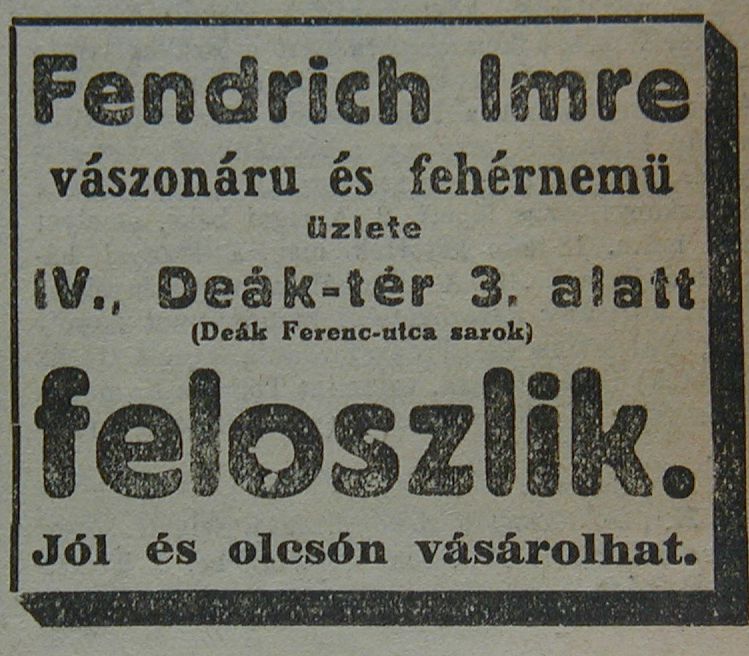 Fendrich Imre
vászonáru és fehérnemü
üzlete
IV., Deák-tér 3. alatt
(Deák Ferenc-utca sarok)
feloszlik.
Jól és olcsón vásárolhat.